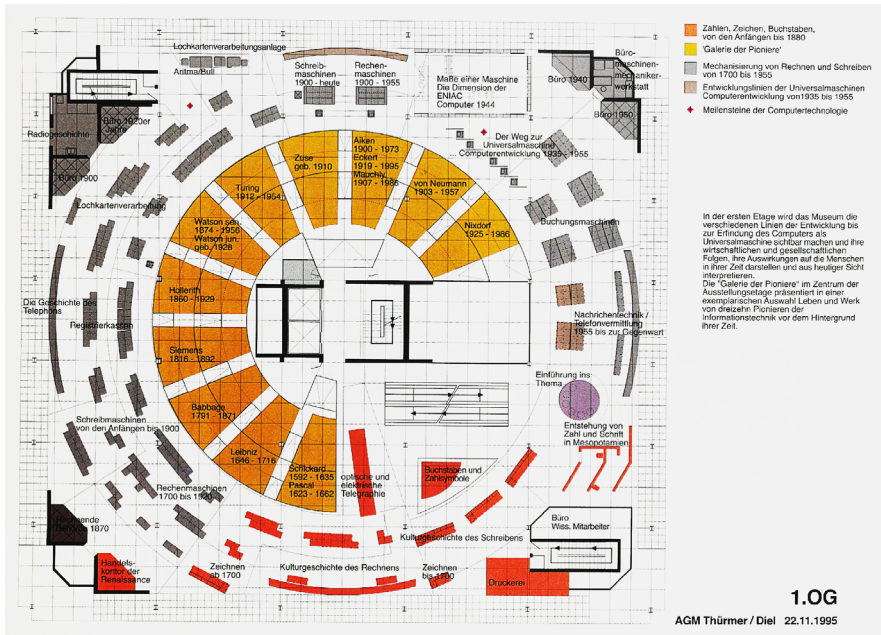 Lochkartenverarbeitungsanlage
Aritma/Bull
Schreib-
maschinen
1900 - heute
Rechen-
maschinen
1900 - 1955
Maße einer Maschine
Die Dimension der
ENIAC
Computer 1944
Büro 1940
Büro-
maschinen-
mechaniker-
werkstatt
Büro 1950
Zahlen, Zeichen, Buchstaben,
von den Anfängen bis 1880
'Galerie der Pioniere'
Mechanisierung von Rechnen und Schreiben
von 1700 bis 1955
Entwicklungslinien der Universalmaschinen
Computerentwicklung von 1935 bis 1955
Meilensteine der Computertechnologie
Radiogeschichte
Büro 1920er
Jahre
Büro 1900
Der Weg zur
Universalmaschine
Computerentwicklung 1935 - 1955
Zuse
geb. 1910
Aiken
1900 - 1973
Eckert
1919 - 1995
Mauchly
1907 - 1980
von Neumann
1903 - 1957
Turing
1912 - 1954
Nixdorf
1925 - 1986
Lochkartenverarbeitung
Watson sen.
1874 - 1956
Watson jun.
geb. 1928
Buchungsmaschinen
In der ersten Etage wird das Museum die
verschiedenen Linien der Entwicklung bis
zur Erfindung des Computers als
Universalmaschine sichtbar machen und ihre
wirtschaftlichen und gesellschaftlichen
Folgen, ihre Auswirkungen auf die Menschen
in ihrer Zeit darstellen und aus heutiger Sicht
interpretieren.
Die "Galerie der Pioniere" im Zentrum der
Ausstellungsetage präsentiert in einer
exemplarischen Auswahl Leben und Werk
von dreizehn Pionieren der
Informationstechnik vor dem Hintergrund
ihrer Zeit.
Hollerith
1860 - 1929
Die Geschichte des
Telephons
Registrierkassen
Nachrichtentechnik /
Telefonvermittlung
1955 bis zur Gegenwart
Siemens
1816 - 1892
Einführung ins
Thema
Babbage
1791 - 1871
Schreibmaschinen
von den Anfängen bis 1900
Entstehung von
Zahl und Schrift
in Mesopotamien
Leibniz
1646 - 1716
Schickard
1592 - 1635
Pascal
1623 - 1662
optische und
elektrische
Telegraphie
Buchstaben und
Zahlsymbole
Rechenmaschinen
1700 bis 1900
1870
Büro
Wiss. Mitarbeiter
Kulturgeschichte des Schreibens
Handels-
kontor der
Renaissance
Zeichnen
ab 1700
Kulturgeschichte des Rechnens
Zeichnen
bis 1700
Druckerei
1.OG
AGM Thürmer / Diel 22.11.1995